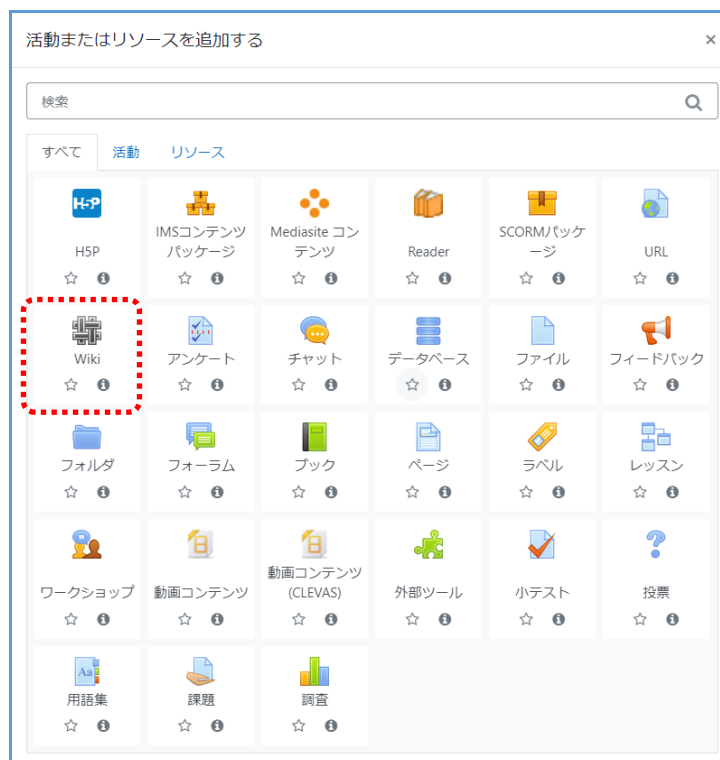 活動またはリソースを追加する ×
検索
すべて 活動 リソース
H5P
H5P
IMSコンテンツ
パッケージ
Mediasite コン
テンツ
Reader
SCORMパッケ
ージ
URL
Wiki
アンケート
チャット
データベース
ファイル
フィードバック
フォルダ
フォーラム
ブック
ページ
ラベル
レッスン
ワークショップ
動画コンテンツ
動画コンテンツ
(CLEVAS)
外部ツール
小テスト
投票
Aa
用語集
課題
調査